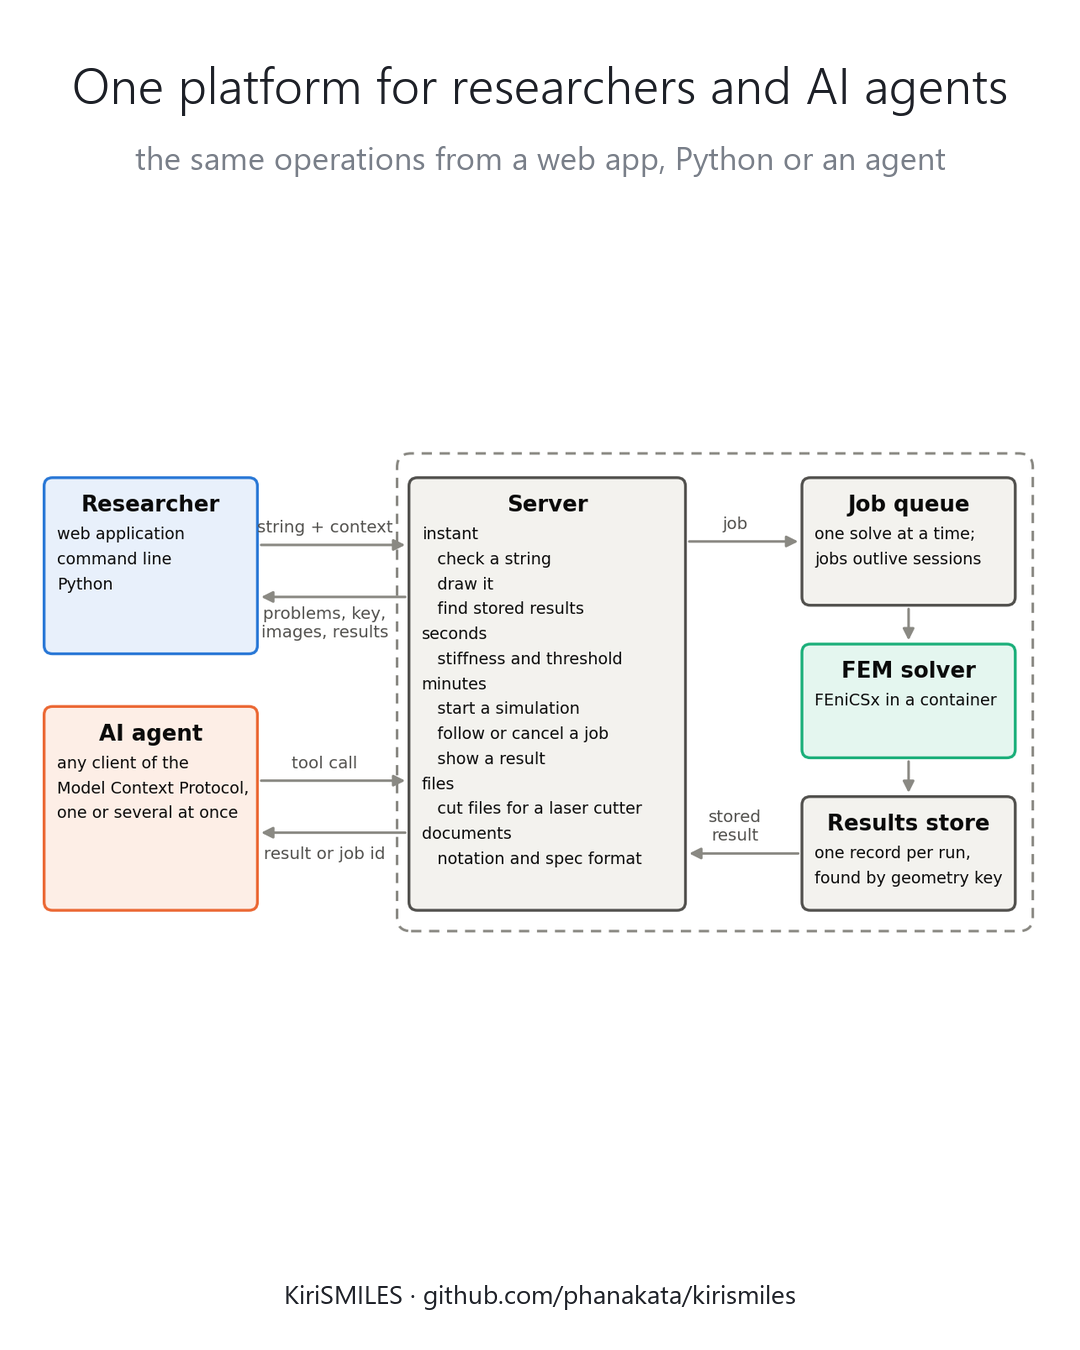 One platform for researchers and AI agents
the same operations from a web app, Python or an agent
Researcher
web application
command line
Python
string + context
problems, key,
images, results
AI agent
any client of the
Model Context Protocol,
one or several at once
tool call
result or job id
Server
instant
check a string
draw it
find stored results
seconds
stiffness and threshold
minutes
start a simulation
follow or cancel a job
show a result
files
cut files for a laser cutter
documents
notation and spec format
job
Job queue
one solve at a time;
jobs outlive sessions
FEM solver
FEniCSx in a container
Results store
one record per run,
found by geometry key
stored
result
KiriSMILES · github.com/phanakata/kirismiles